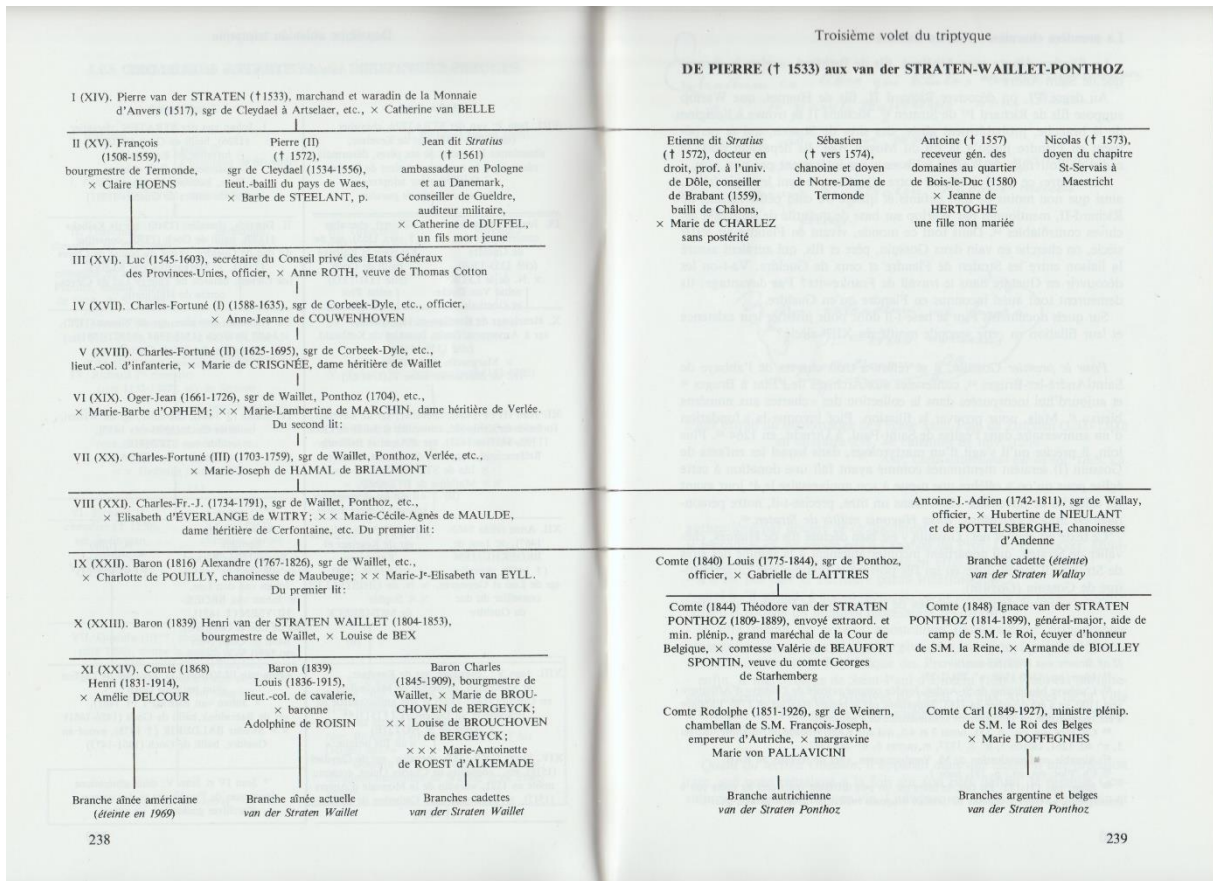 Troisième volet du triptyque
DE PIERRE († 1533) aux van der STRATEN-WAILLET-PONTHOZ
I (XIV). Pierre van der STRATEN (†1533), marchand et waradin de la Monnaie
d'Anvers (1517), sgr de Cleydael à Artselaer, etc., × Catherine van BELLE
II (XV). François
(1508-1559),
bourgmestre de Termonde,
× Claire HOENS
Pierre (II)
(† 1572),
sgr de Cleydael (1534-1556),
lieut.-bailli du pays de Waes,
× Barbe de STEELANT, p.
Jean dit Stratius
(† 1561)
ambassadeur en Pologne
et au Danemark,
conseiller de Gueldre,
auditeur militaire,
× Catherine de DUFFEL,
un fils mort jeune
Etienne dit Stratius
(† 1572), docteur en
droit, prof. à l'univ.
de Dôle, conseiller
de Brabant (1559),
bailli de Châlons,
× Marie de CHARLEZ
sans postérité
Sébastien
(† vers 1574),
chanoine et doyen
de Notre-Dame de
Termonde
Antoine († 1557)
receveur gén. des
domaines au quartier
de Bois-le-Duc (1580)
× Jeanne de
HERTOGHE
une fille non mariée
Nicolas († 1573),
doyen du chapitre
St-Servais à
Maestricht
III (XVI). Luc (1545-1603), secrétaire du Conseil privé des Etats Généraux
des Provinces-Unies, officier, × Anne ROTH, veuve de Thomas Cotton
IV (XVII). Charles-Fortuné (I) (1588-1635), sgr de Corbeek-Dyle, etc., officier,
× Anne-Jeanne de COUWENHOVEN
V (XVIII). Charles-Fortuné (II) (1625-1695), sgr de Corbeek-Dyle, etc.,
lieut.-col. d'infanterie, × Marie de CRISGNÉE, dame héritière de Waillet
VI (XIX). Oger-Jean (1661-1726), sgr de Waillet, Ponthoz (1704), etc.,
× Marie-Barbe d'OPHEM; × × Marie-Lambertine de MARCHIN, dame héritière de Verlée.
Du second lit:
VII (XX). Charles-Fortuné (III) (1703-1759), sgr de Waillet, Ponthoz, Verlée, etc.,
× Marie-Joseph de HAMAL de BRIALMONT
VIII (XXI). Charles-Fr.-J. (1734-1791), sgr de Waillet, Ponthoz, etc.,
× Elisabeth d'ÉVERLANGE de WITRY; × × Marie-Cécile-Agnès de MAULDE,
dame héritière de Cerfontaine, etc. Du premier lit:
Antoine-J.-Adrien (1742-1811), sgr de Wallay,
officier, × Hubertine de NIEULANT
et de POTTELSBERGHE, chanoinesse
d'Andenne
Branche cadette (éteinte)
van der Straten Wallay
IX (XXII). Baron (1816) Alexandre (1767-1826), sgr de Waillet, etc.,
× Charlotte de POUILLY, chanoinesse de Maubeuge; × × Marie-Je-Elisabeth van EYLL.
Du premier lit:
Comte (1840) Louis (1775-1844), sgr de Ponthoz,
officier, × Gabrielle de LAITTRES
X (XXIII). Baron (1839) Henri van der STRATEN WAILLET (1804-1853),
bourgmestre de Waillet, × Louise de BEX
Comte (1844) Théodore van der STRATEN
PONTHOZ (1809-1889), envoyé extraord. et
min. plénip., grand maréchal de la Cour de
Belgique, × comtesse Valérie de BEAUFORT
SPONTIN, veuve du comte Georges
de Starhemberg
Comte (1848) Ignace van der STRATEN
PONTHOZ (1814-1899), général-major, aide de
camp de S.M. le Roi, écuyer d'honneur
de S.M. la Reine, × Armande de BIOLLEY
XI (XXIV). Comte (1868)
Henri (1831-1914),
× Amélie DELCOUR
Baron (1839)
Louis (1836-1915),
lieut.-col. de cavalerie,
× baronne
Adolphine de ROISIN
Baron Charles
(1845-1909), bourgmestre de
Waillet, × Marie de BROU-
CHOVEN de BERGEYCK;
× × Louise de BROUCHOVEN
de BERGEYCK;
× × × Marie-Antoinette
de ROEST d'ALKEMADE
Comte Rodolphe (1851-1926), sgr de Weinern,
chambellan de S.M. François-Joseph,
empereur d'Autriche, × margravine
Marie von PALLAVICINI
Comte Carl (1849-1927), ministre plénip.
de S.M. le Roi des Belges
× Marie DOFFEGNIES
Branche aînée américaine
(éteinte en 1969)
Branche aînée actuelle
van der Straten Waillet
Branches cadettes
van der Straten Waillet
Branche autrichienne
van der Straten Ponthoz
Branches argentine et belges
van der Straten Ponthoz
238
239